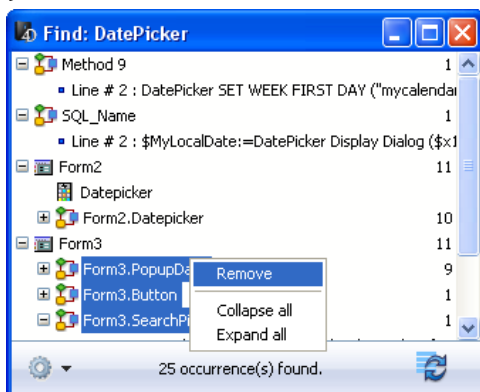 Find: DatePicker
Method 9 1
Line # 2 : DatePicker SET WEEK FIRST DAY ("mycalendar
SQL_Name 1
Line # 2 : $MyLocalDate:=DatePicker Display Dialog ($x1
Form2 11
Datepicker
Form2.Datepicker 10
Form3 11
Form3.PopupDa 9
Remove
Form3.Button 1
Collapse all
Form3.SearchPi 1
Expand all
25 occurrence(s) found.